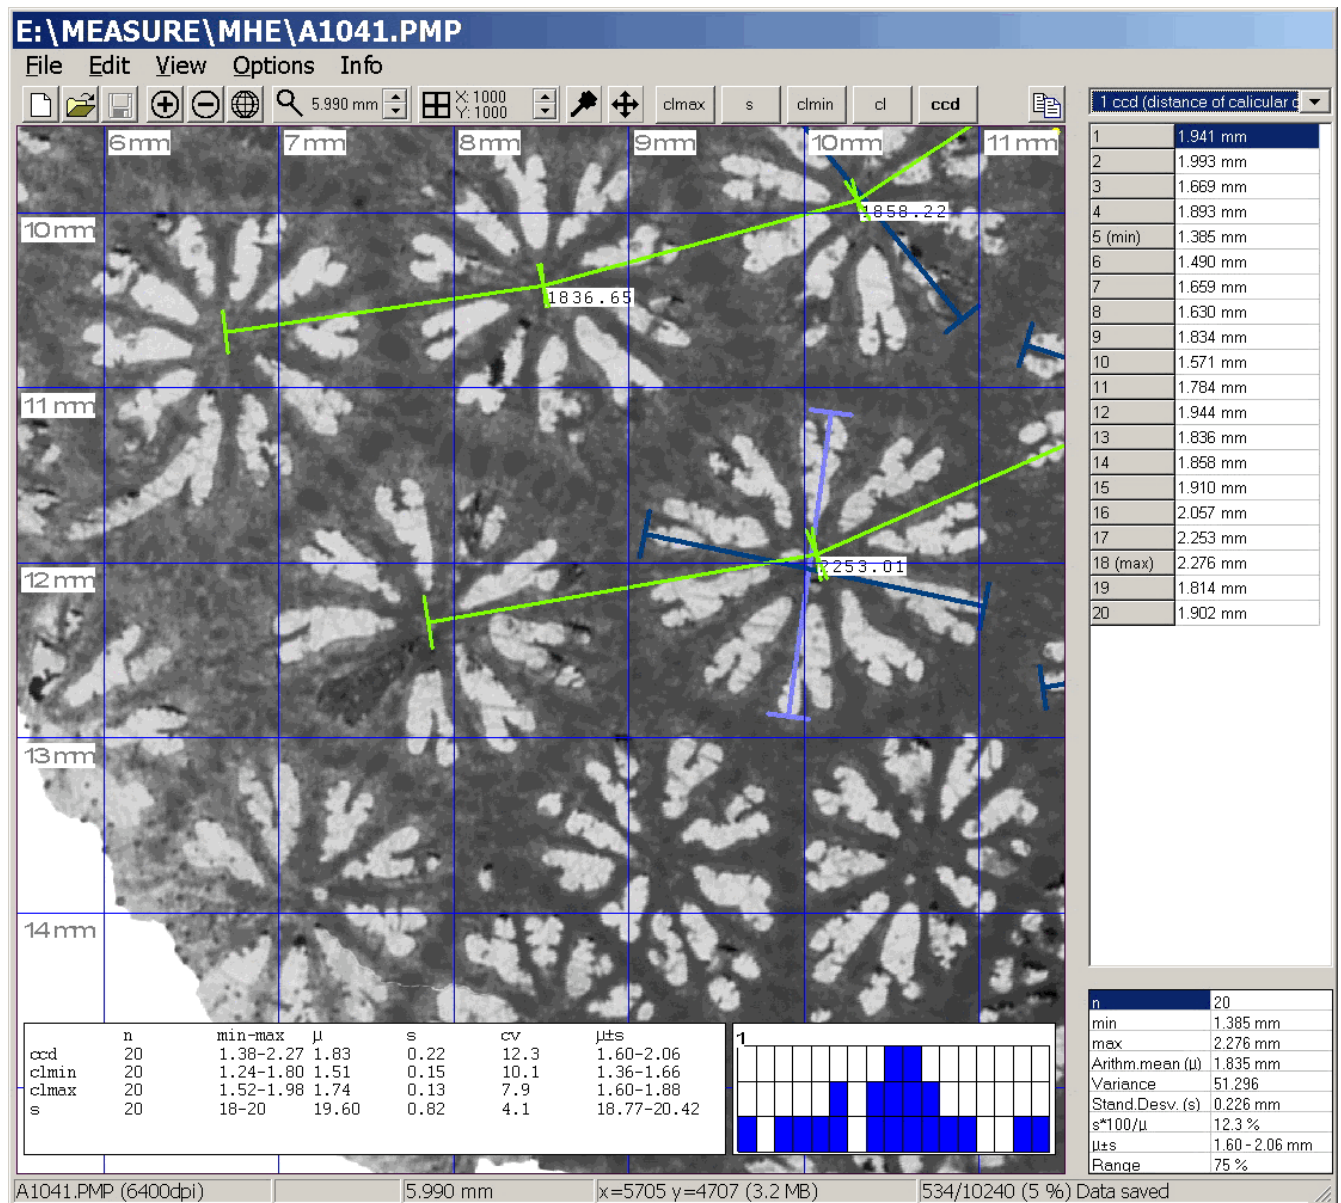 E:\MEASURE\MHE\A1041.PMP
File Edit View Options Info
5.990 mm X: 1000 Y: 1000 clmax s clmin cl ccd
1 ccd (distance of calicular c
6mm 7mm 8mm 9mm 10mm 11mm
10mm
11mm
12mm
13mm
14mm
1858.22
1836.65
2253.01
1 1.941 mm
2 1.993 mm
3 1.669 mm
4 1.893 mm
5 (min) 1.385 mm
6 1.490 mm
7 1.659 mm
8 1.630 mm
9 1.834 mm
10 1.571 mm
11 1.784 mm
12 1.944 mm
13 1.836 mm
14 1.858 mm
15 1.910 mm
16 2.057 mm
17 2.253 mm
18 (max) 2.276 mm
19 1.814 mm
20 1.902 mm
n min-max μ s cv μ±s
ccd 20 1.38-2.27 1.83 0.22 12.3 1.60-2.06
clmin 20 1.24-1.80 1.51 0.15 10.1 1.36-1.66
clmax 20 1.52-1.98 1.74 0.13 7.9 1.60-1.88
s 20 18-20 19.60 0.82 4.1 18.77-20.42
1
n 20
min 1.385 mm
max 2.276 mm
Arithm.mean (μ) 1.835 mm
Variance 51.296
Stand.Desv. (s) 0.226 mm
s*100/μ 12.3 %
μ±s 1.60 - 2.06 mm
Range 75 %
A1041.PMP (6400dpi) 5.990 mm x=5705 y=4707 (3.2 MB) 534/10240 (5 %) Data saved